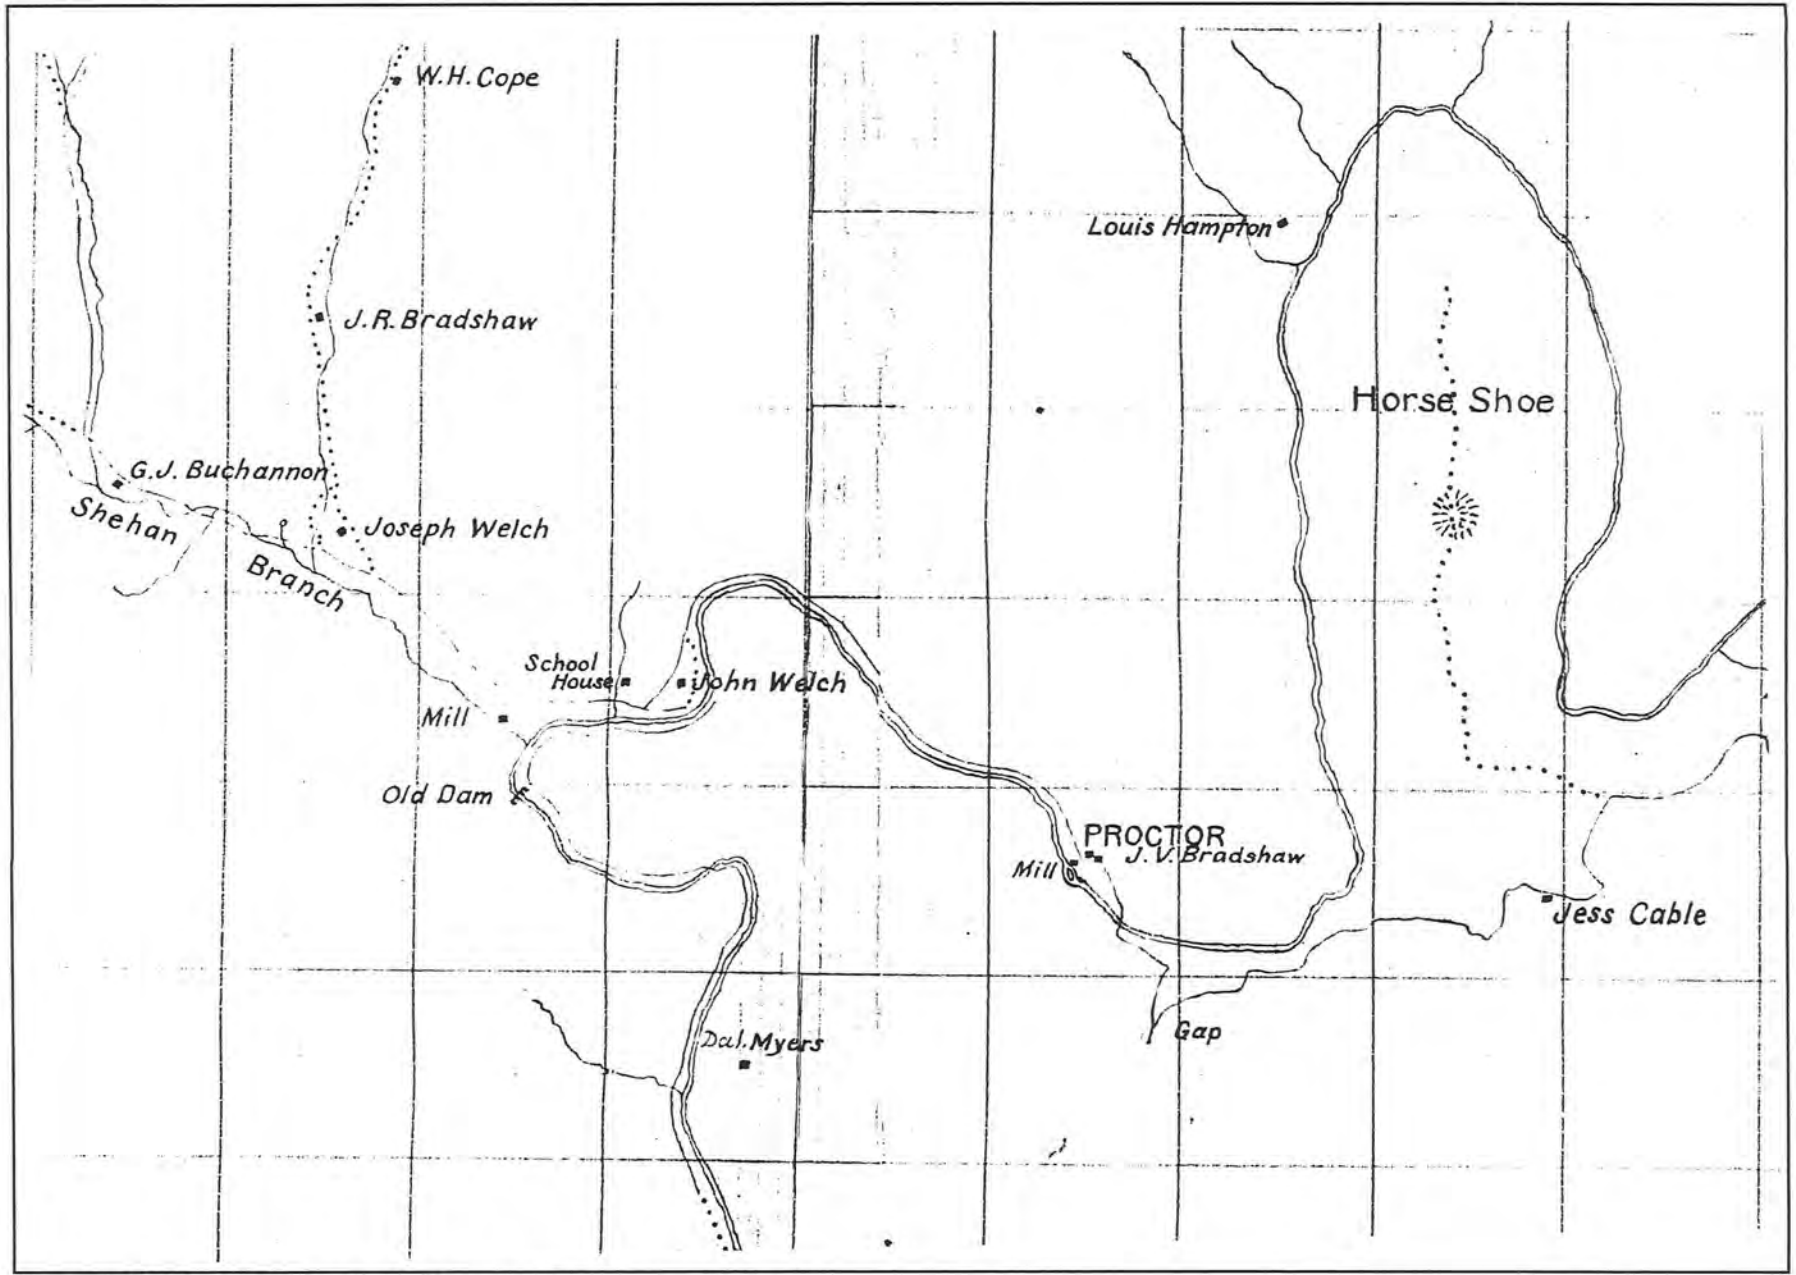 W.H. Cope
Louis Hampton
J.R. Bradshaw
Horse Shoe
G.J. Buchannon
Shehan
Branch
Joseph Welch
School
House
John Welch
Mill
Old Dam
PROCTOR
J.V. Bradshaw
Mill
Jess Cable
Gap
Dal. Myers